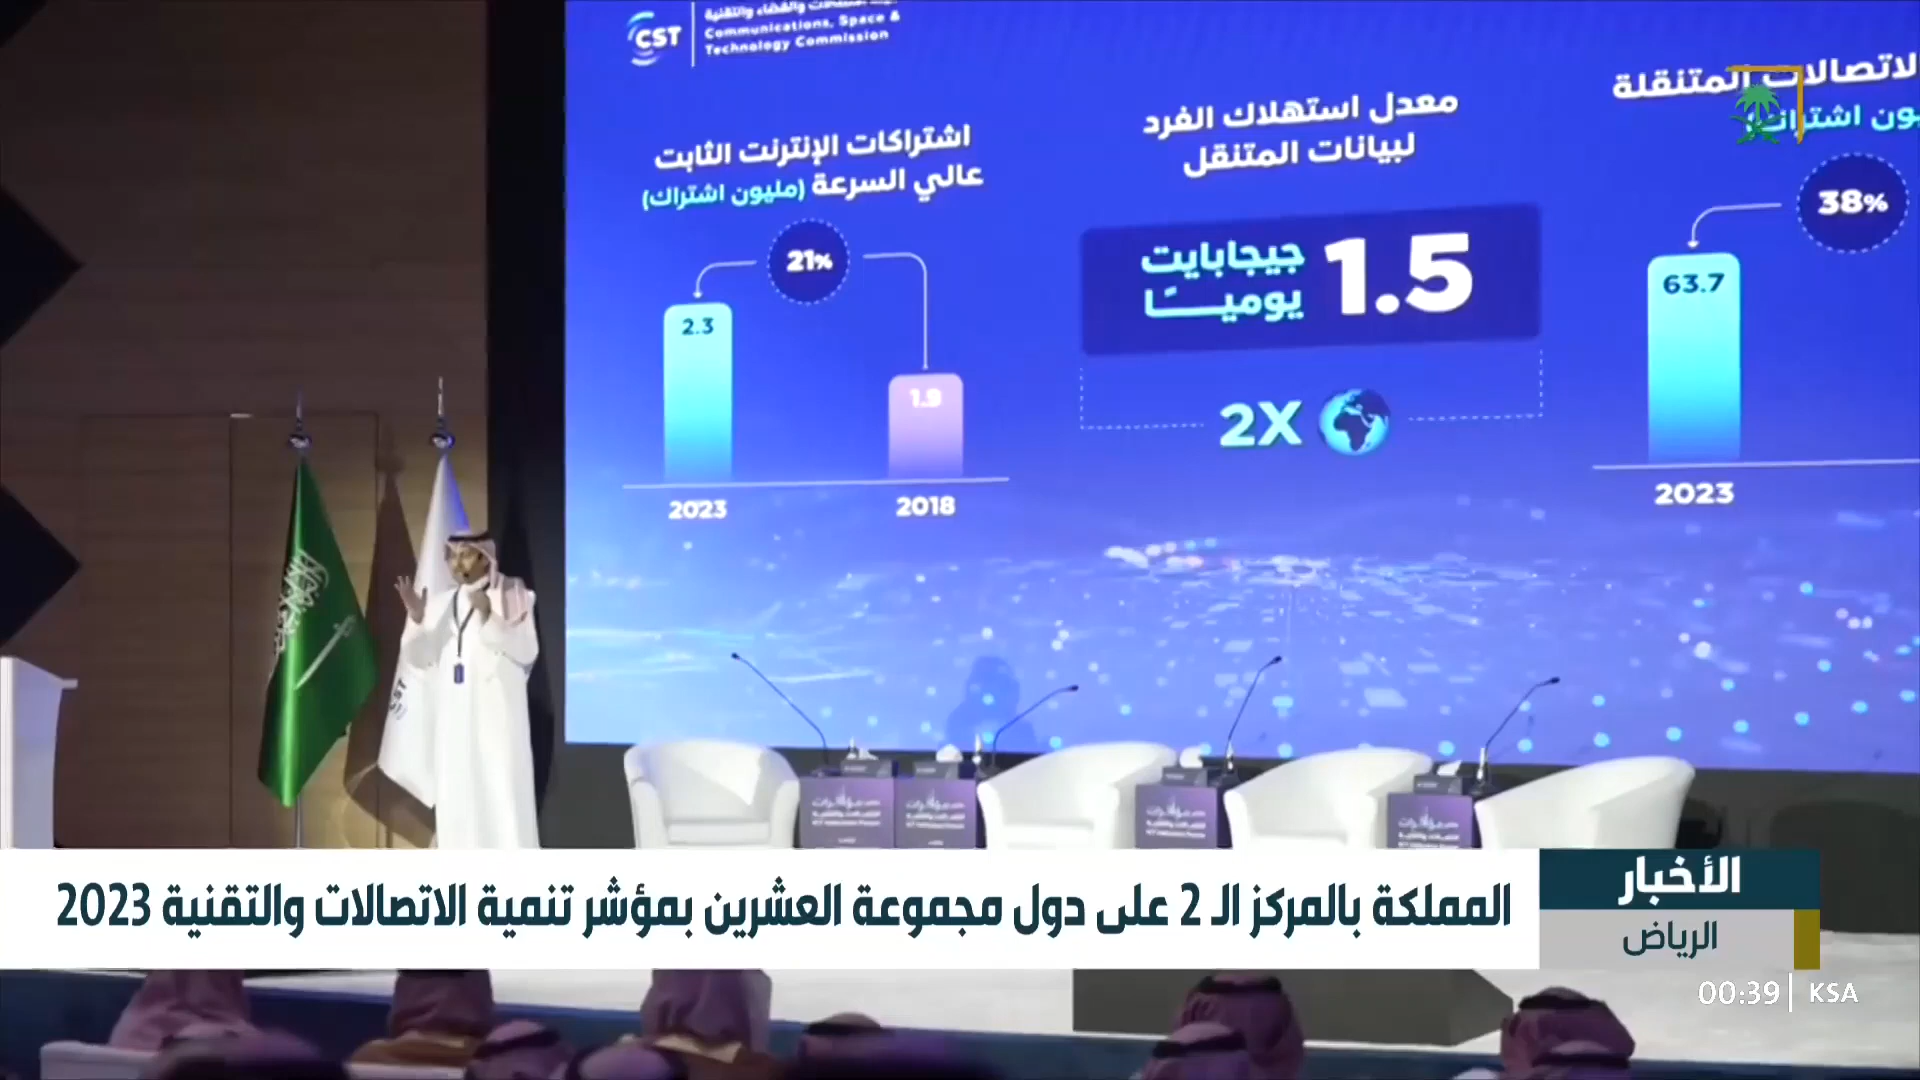 Communications, Space &
Technology Commission
CST
اشتراكات الإنترنت الثابت
عالي السرعة (مليون اشتراك)
21%
2.3
1.9
2023
2018
معدل استهلاك الفرد
لبيانات المتنقل
1.5 جيجابايت
يوميـــــًا
2X
المتنقلة
38%
63.7
2023
CST
الأخبار
الرياض
المملكة بالمركز الـ 2 على دول مجموعة العشرين بمؤشر تنمية الاتصالات والتقنية 2023
00:39 | KSA